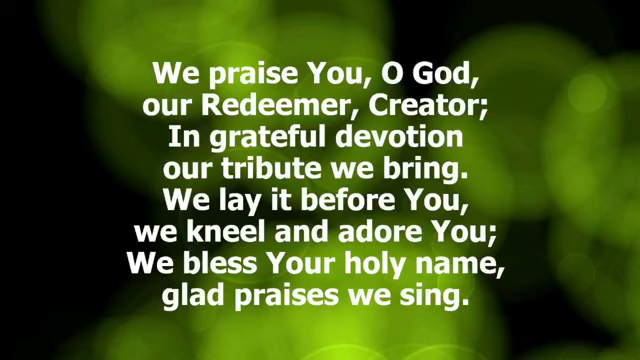 We praise You, O God,
our Redeemer, Creator;
In grateful devotion
our tribute we bring.
We lay it before You,
we kneel and adore You;
We bless Your holy name,
glad praises we sing.